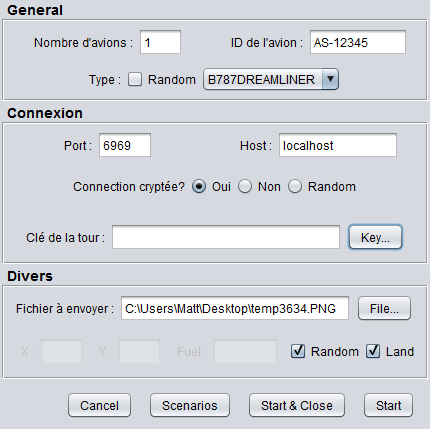 General
Nombre d'avions : 1 ID de l'avion : AS-12345
Type : Random B787DREAMLINER
Connexion
Port : 6969 Host : localhost
Connection cryptée? Oui Non Random
Clé de la tour : Key...
Divers
Fichier à envoyer : C:\Users\Matt\Desktop\temp3634.PNG File...
X : Y : Fuel : Random Land
Cancel Scenarios Start & Close Start